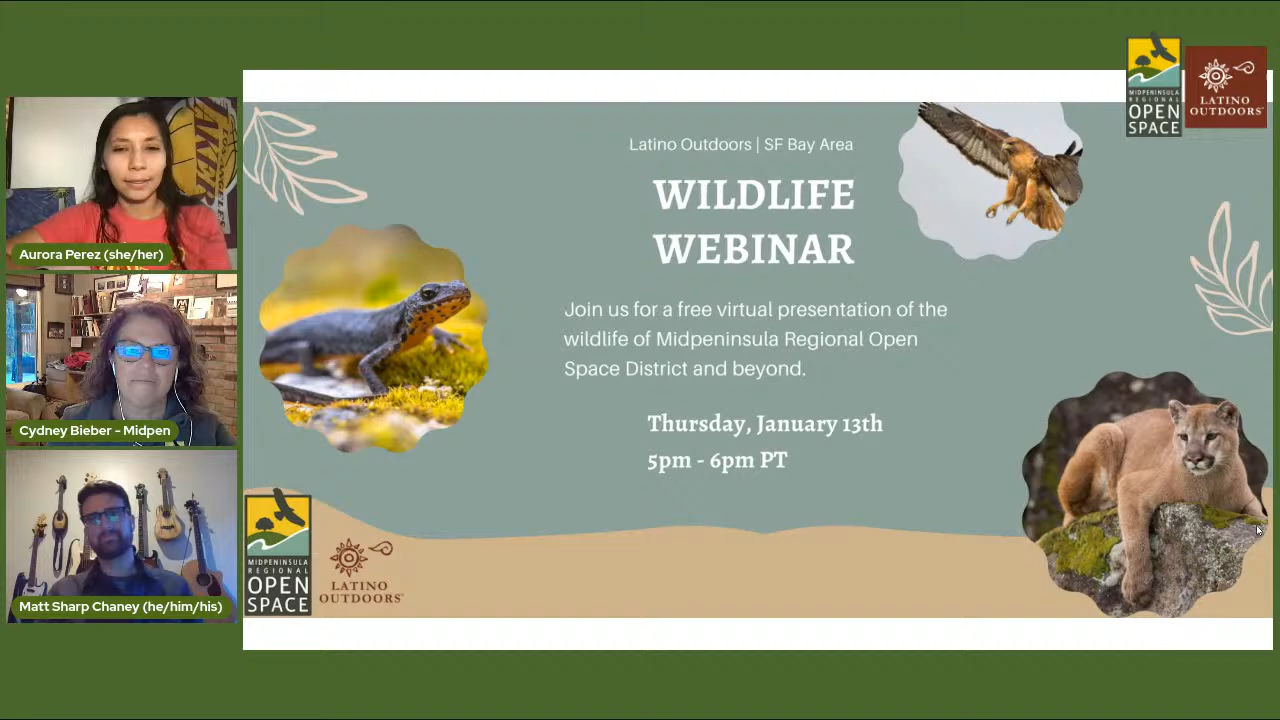 Aurora Perez (she/her)
Cydney Bieber - Midpen
Matt Sharp Chaney (he/him/his)
Latino Outdoors | SF Bay Area
WILDLIFE
WEBINAR
Join us for a free virtual presentation of the
wildlife of Midpeninsula Regional Open
Space District and beyond.
Thursday, January 13th
5pm - 6pm PT
MIDPENINSULA
REGIONAL
OPEN
SPACE
LATINO
OUTDOORS
MIDPENINSULA
REGIONAL
OPEN
SPACE
LATINO
OUTDOORS